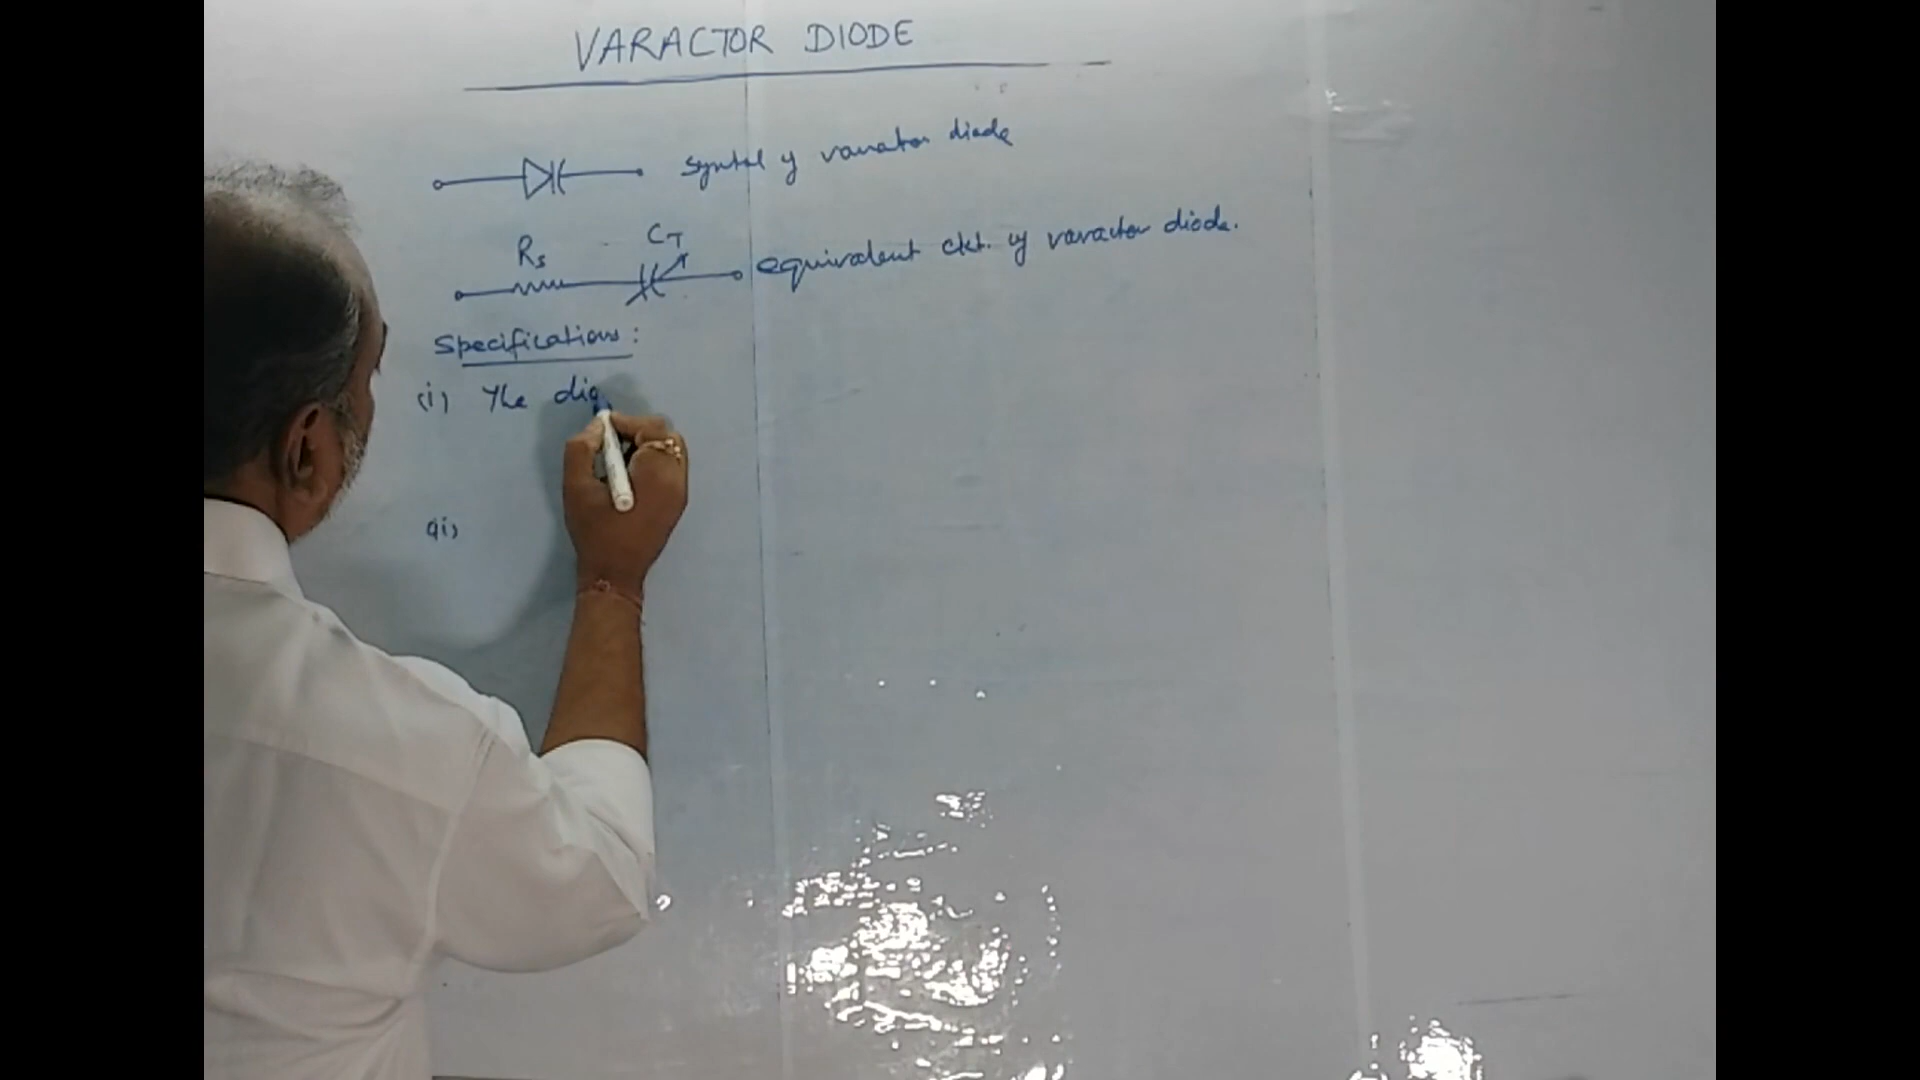 VARACTOR DIODE
symbol of varactor diode
Rs CT
equivalent ckt. of varactor diode.
Specifications:
(i) The dio
(ii)